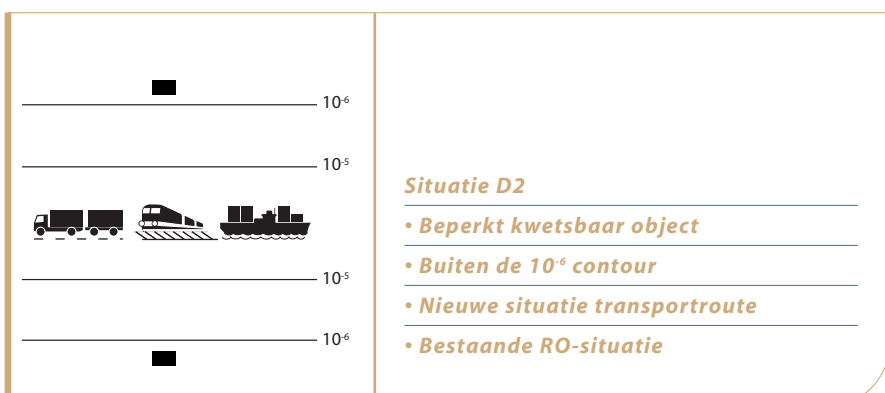 10⁻⁶
10⁻⁵
10⁻⁵
10⁻⁶
Situatie D2
• Beperkt kwetsbaar object
• Buiten de 10⁻⁶ contour
• Nieuwe situatie transportroute
• Bestaande RO-situatie